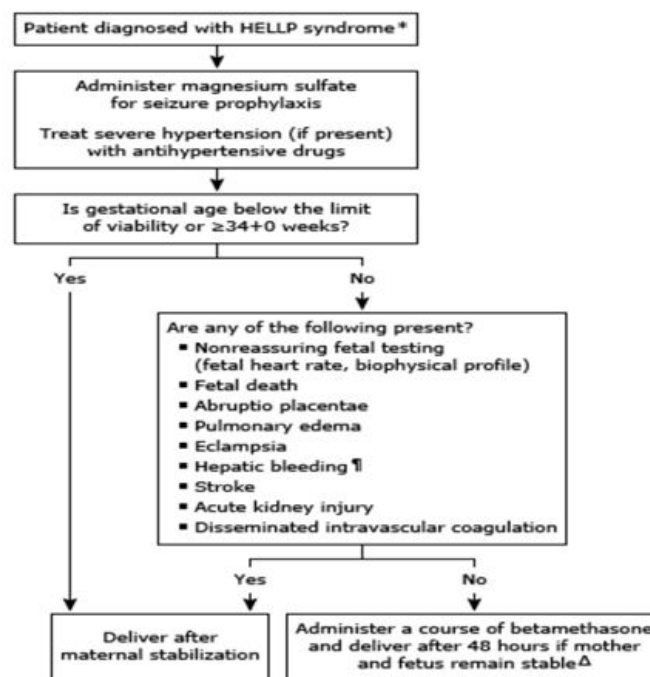 Patient diagnosed with HELLP syndrome*
Administer magnesium sulfate
for seizure prophylaxis
Treat severe hypertension (if present)
with antihypertensive drugs
Is gestational age below the limit
of viability or ≥34+0 weeks?
Yes
No
Are any of the following present?
▪ Nonreassuring fetal testing
(fetal heart rate, biophysical profile)
▪ Fetal death
▪ Abruptio placentae
▪ Pulmonary edema
▪ Eclampsia
▪ Hepatic bleeding¶
▪ Stroke
▪ Acute kidney injury
▪ Disseminated intravascular coagulation
Yes
No
Deliver after
maternal stabilization
Administer a course of betamethasone
and deliver after 48 hours if mother
and fetus remain stableΔ